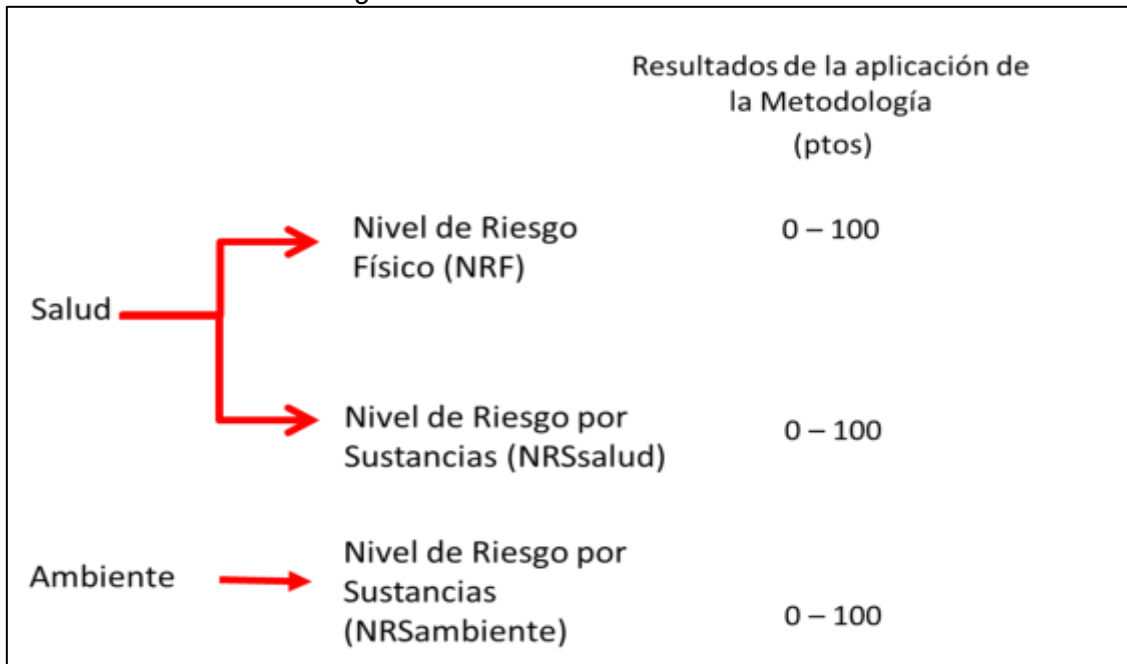 Resultados de la aplicación de
la Metodología
(ptos)
Nivel de Riesgo
Físico (NRF)
0 – 100
Salud
Nivel de Riesgo por
Sustancias (NRSsalud)
0 – 100
Ambiente
Nivel de Riesgo por
Sustancias
(NRSambiente)
0 – 100